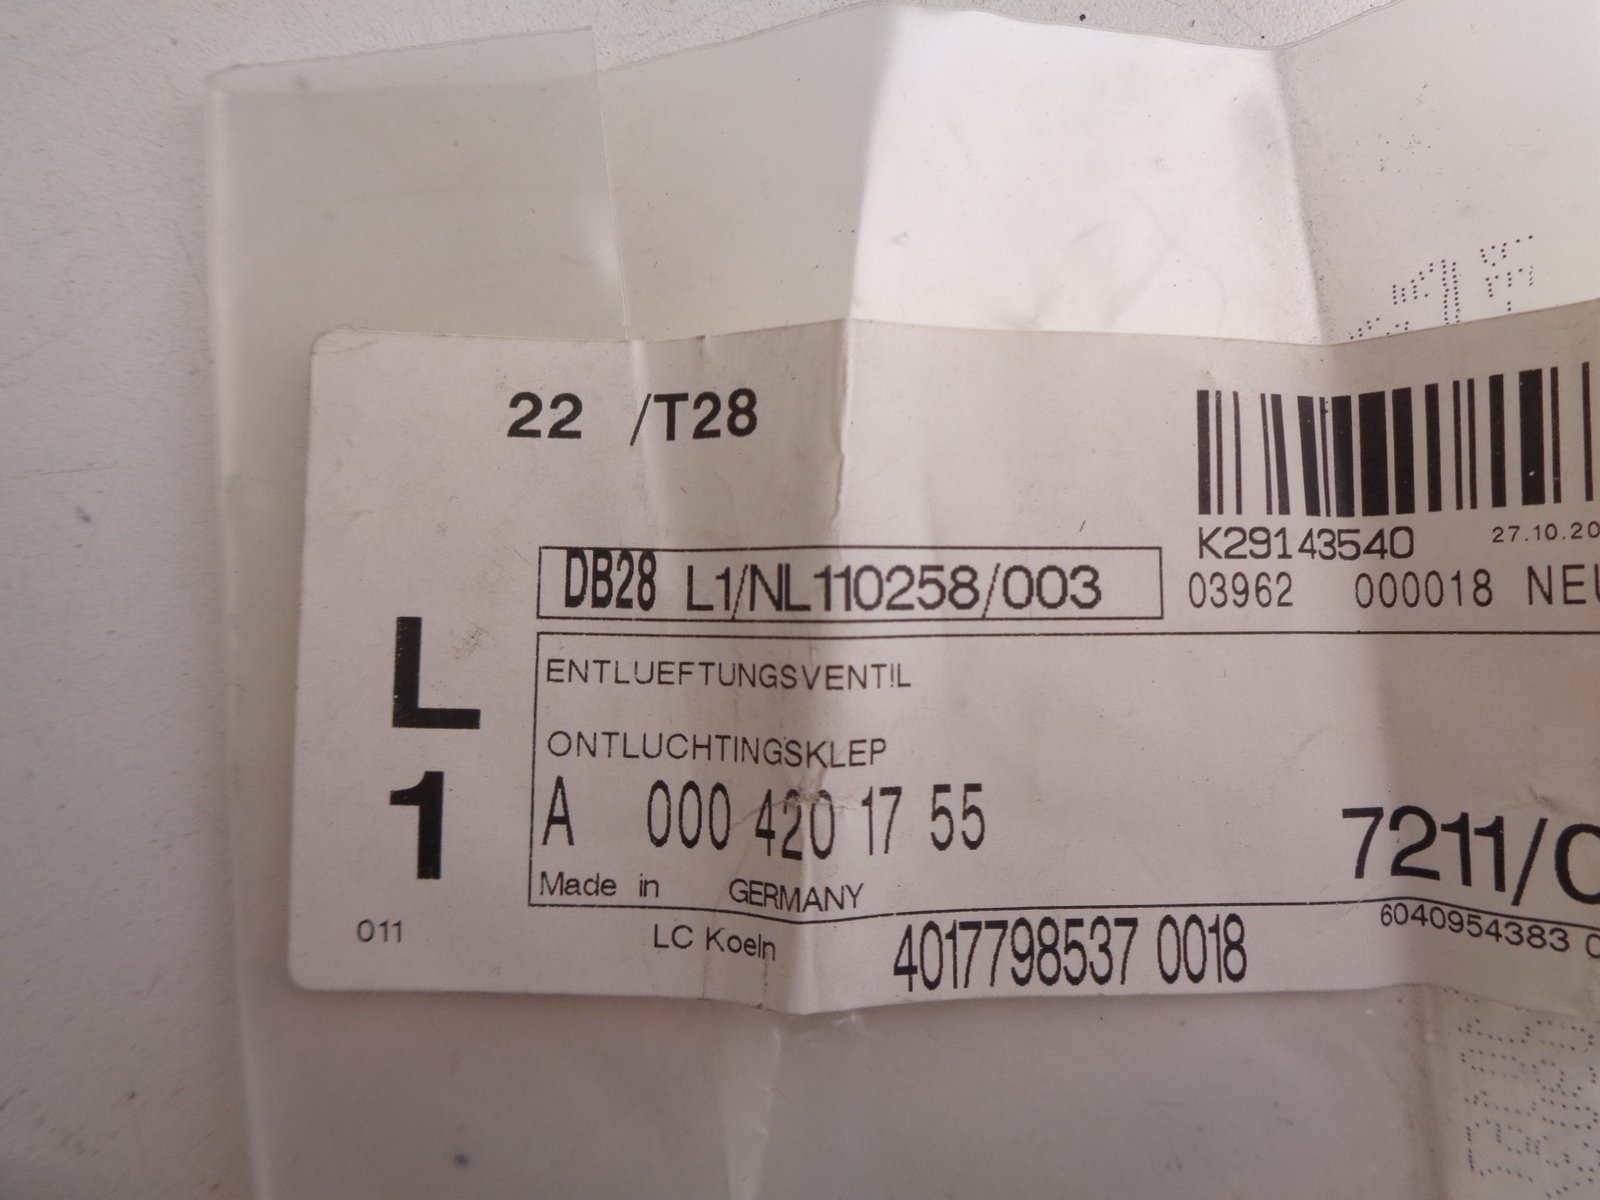 22 /T28
K29143540 27.10.20
DB28 L1/NL110258/003
03962 000018 NEU
L
1
ENTLUEFTUNGSVENTIL
ONTLUCHTINGSKLEP
A 000 420 17 55
7211/
Made in GERMANY
6040954383
011
LC Koeln
4017798537 0018